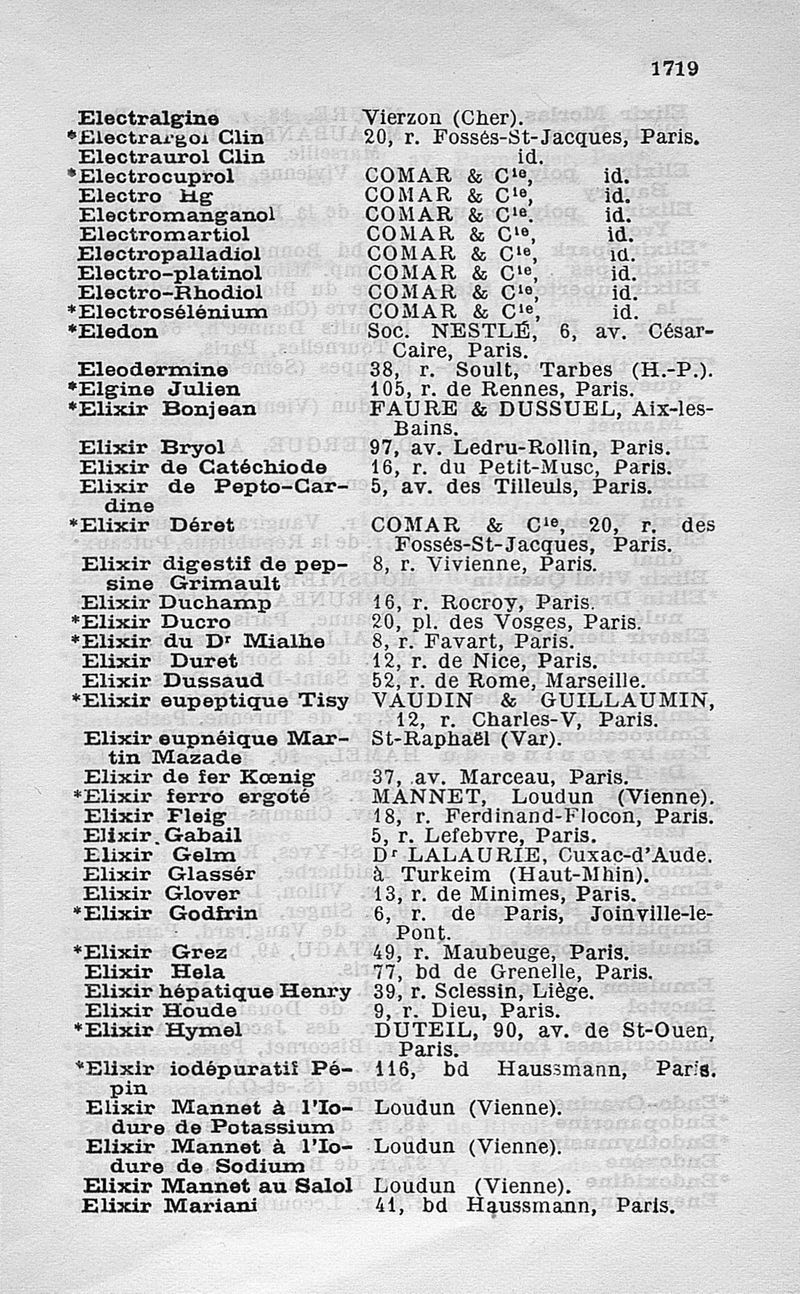 1719
Electralgine Vierzon (Cher).
*Electrargol Clin 20, r. Fossés-St-Jacques, Paris.
Electraurol Clin id.
*Electrocuprol COMAR & Cie, id.
Electro Hg COMAR & Cie, id.
Electromanganol COMAR & Cie. id.
Electromartiol COMAR & Cie, id.
Electropalladiol COMAR & Cie, id.
Electro-platinol COMAR & Cie, id.
Electro-Rhodiol COMAR & Cie, id.
*Electrosélénium COMAR & Cie, id.
*Eledon Soc. NESTLÉ, 6, av. César-
Caire, Paris.
Eleodermine 38, r. Soult, Tarbes (H.-P.).
*Elgine Julien 105, r. de Rennes, Paris.
*Elixir Bonjean FAURE & DUSSUEL, Aix-les-
Bains.
Elixir Bryol 97, av. Ledru-Rollin, Paris.
Elixir de Catéchiode 16, r. du Petit-Musc, Paris.
Elixir de Pepto-Car- 5, av. des Tilleuls, Paris.
dine
*Elixir Déret COMAR & Cie, 20, r. des
Fossés-St-Jacques, Paris.
Elixir digestif de pep- 8, r. Vivienne, Paris.
sine Grimault
Elixir Duchamp 16, r. Rocroy, Paris.
*Elixir Ducro 20, pl. des Vosges, Paris.
*Elixir du Dr Mialhe 8, r. Favart, Paris.
Elixir Duret 12, r. de Nice, Paris.
Elixir Dussaud 52, r. de Rome, Marseille.
*Elixir eupeptique Tisy VAUDIN & GUILLAUMIN,
12, r. Charles-V, Paris.
Elixir eupnéique Mar- St-Raphaël (Var).
tin Mazade
Elixir de fer Kœnig 37, av. Marceau, Paris.
*Elixir ferro ergoté MANNET, Loudun (Vienne).
Elixir Fleig 18, r. Ferdinand-Flocon, Paris.
Elixir Gabail 5, r. Lefebvre, Paris.
Elixir Gelm Dr LALAURIE, Cuxac-d'Aude.
Elixir Glassér à Turkeim (Haut-Mhin).
Elixir Glover 13, r. de Minimes, Paris.
*Elixir Godfrin 6, r. de Paris, Joinville-le-
Pont.
*Elixir Grez 49, r. Maubeuge, Paris.
Elixir Hela 77, bd de Grenelle, Paris.
Elixir hépatique Henry 39, r. Sclessin, Liège.
Elixir Houde 9, r. Dieu, Paris.
*Elixir Hymel DUTEIL, 90, av. de St-Ouen,
Paris.
*Elixir iodépuratif Pé- 116, bd Haussmann, Paris.
pin
Elixir Mannet à l'Io- Loudun (Vienne).
dure de Potassium
Elixir Mannet à l'Io- Loudun (Vienne).
dure de Sodium
Elixir Mannet au Salol Loudun (Vienne).
Elixir Mariani 41, bd Haussmann, Paris.